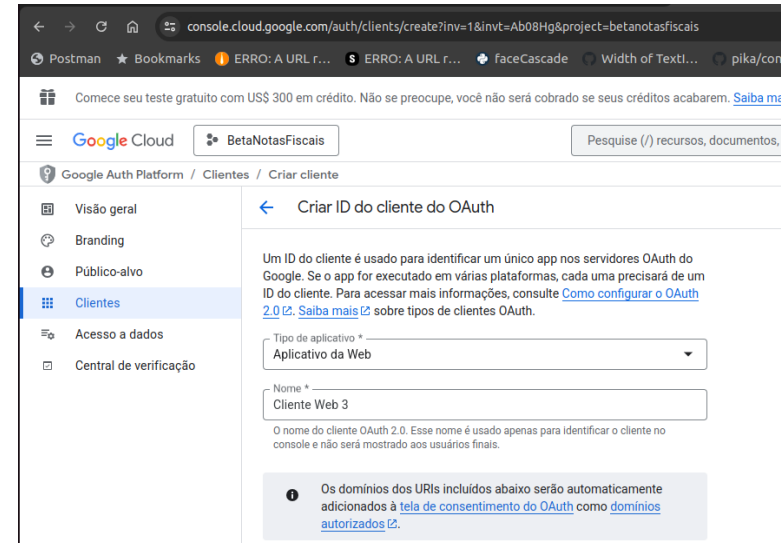 console.cloud.google.com/auth/clients/create?inv=1&invt=Ab08Hg&project=betanotasfiscais
Postman Bookmarks ERRO: A URL r... S ERRO: A URL r... faceCascade Width of TextI... pika/con
Comece seu teste gratuito com US$ 300 em crédito. Não se preocupe, você não será cobrado se seus créditos acabarem. Saiba ma
Google Cloud BetaNotasFiscais Pesquise (/) recursos, documentos,
Google Auth Platform / Clientes / Criar cliente
Visão geral
Branding
Público-alvo
Clientes
Acesso a dados
Central de verificação
Criar ID do cliente do OAuth
Um ID do cliente é usado para identificar um único app nos servidores OAuth do
Google. Se o app for executado em várias plataformas, cada uma precisará de um
ID do cliente. Para acessar mais informações, consulte Como configurar o OAuth
2.0. Saiba mais sobre tipos de clientes OAuth.
Tipo de aplicativo *
Aplicativo da Web
Nome *
Cliente Web 3
O nome do cliente OAuth 2.0. Esse nome é usado apenas para identificar o cliente no
console e não será mostrado aos usuários finais.
Os domínios dos URIs incluídos abaixo serão automaticamente
adicionados à tela de consentimento do OAuth como domínios
autorizados.